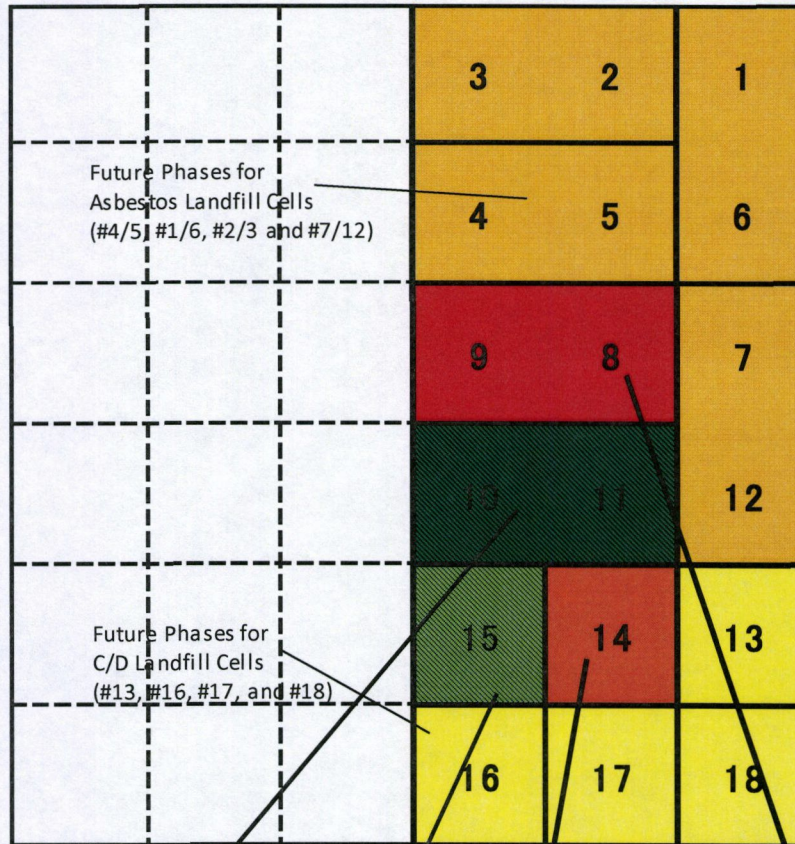 3 2 1
Future Phases for
Asbestos Landfill Cells
(#4/5, #1/6, #2/3 and #7/12)
4 5 6
9 8 7
10 11 12
Future Phases for
C/D Landfill Cells
(#13, #16, #17, and #18)
15 14 13
16 17 18